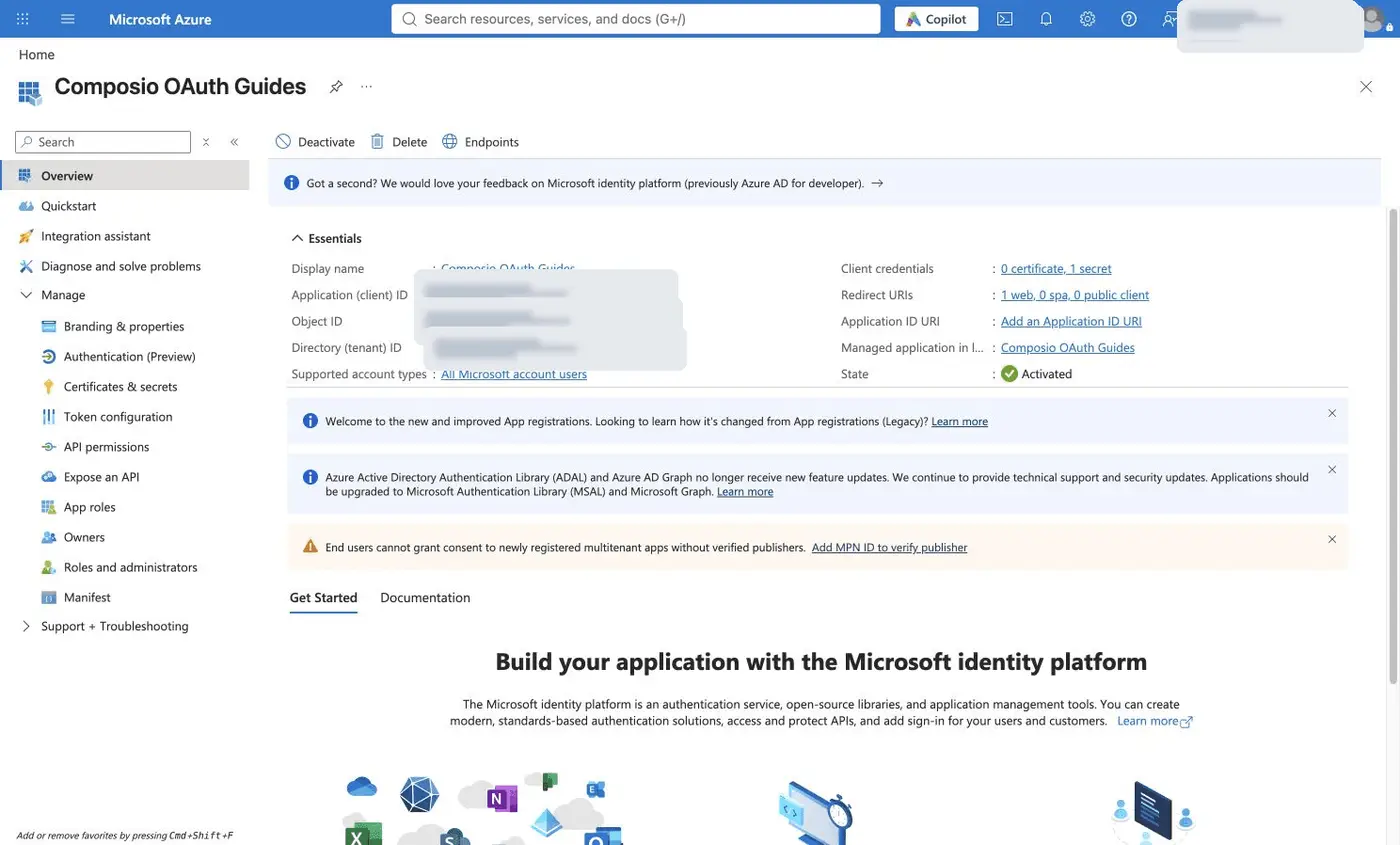 Microsoft Azure
Search resources, services, and docs (G+/)
Copilot
Home
Composio OAuth Guides
Search
Deactivate
Delete
Endpoints
Overview
Got a second? We would love your feedback on Microsoft identity platform (previously Azure AD for developer). →
Quickstart
Integration assistant
Diagnose and solve problems
Manage
Branding & properties
Authentication (Preview)
Certificates & secrets
Token configuration
API permissions
Expose an API
App roles
Owners
Roles and administrators
Manifest
Support + Troubleshooting
Essentials
Display name : Composio OAuth Guides
Application (client) ID
Object ID
Directory (tenant) ID
Supported account types : All Microsoft account users
Client credentials : 0 certificate, 1 secret
Redirect URIs : 1 web, 0 spa, 0 public client
Application ID URI : Add an Application ID URI
Managed application in l... : Composio OAuth Guides
State : Activated
Welcome to the new and improved App registrations. Looking to learn how it's changed from App registrations (Legacy)? Learn more
Azure Active Directory Authentication Library (ADAL) and Azure AD Graph no longer receive new feature updates. We continue to provide technical support and security updates. Applications should
be upgraded to Microsoft Authentication Library (MSAL) and Microsoft Graph. Learn more
End users cannot grant consent to newly registered multitenant apps without verified publishers. Add MPN ID to verify publisher
Get Started
Documentation
Build your application with the Microsoft identity platform
The Microsoft identity platform is an authentication service, open-source libraries, and application management tools. You can create
modern, standards-based authentication solutions, access and protect APIs, and add sign-in for your users and customers. Learn more
Add or remove favorites by pressing Cmd+Shift+F